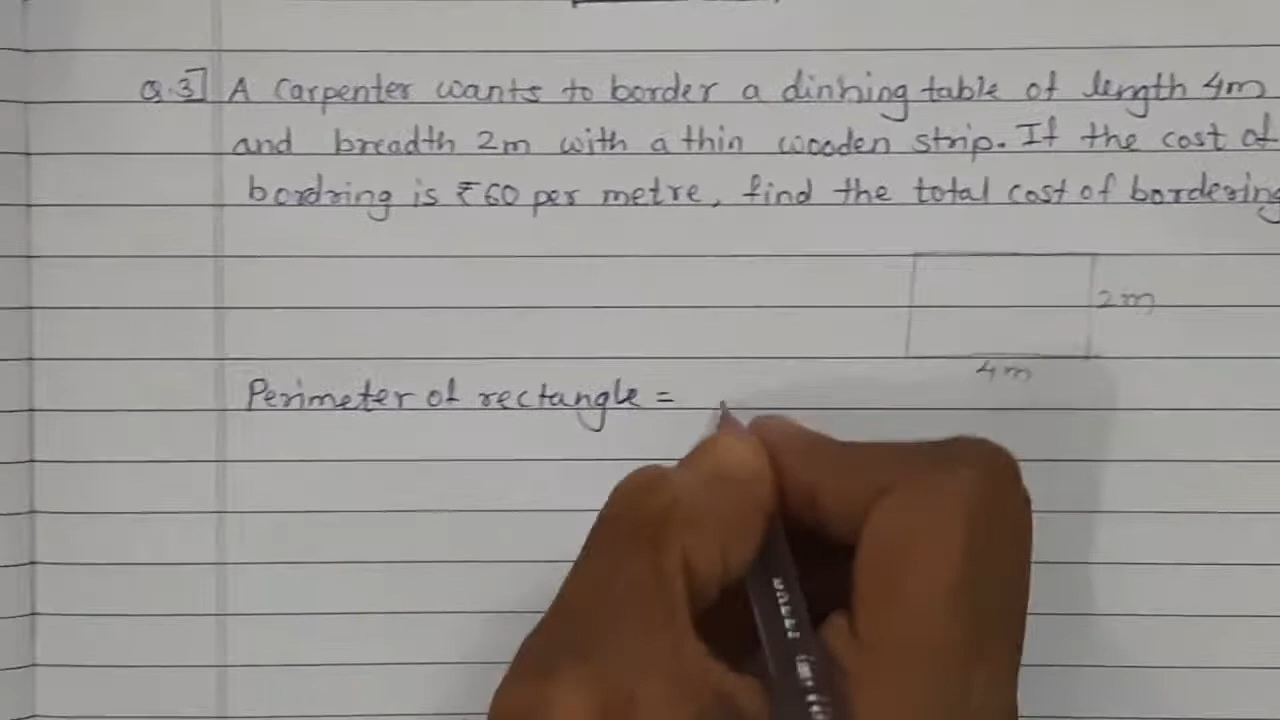 Q.3] A Carpenter wants to border a dinhing table of length 4m
and breadth 2m with a thin wooden strip. If the cost of
bordring is ₹60 per metre, find the total cost of bordering
2m
4m
Perimeter of rectangle =